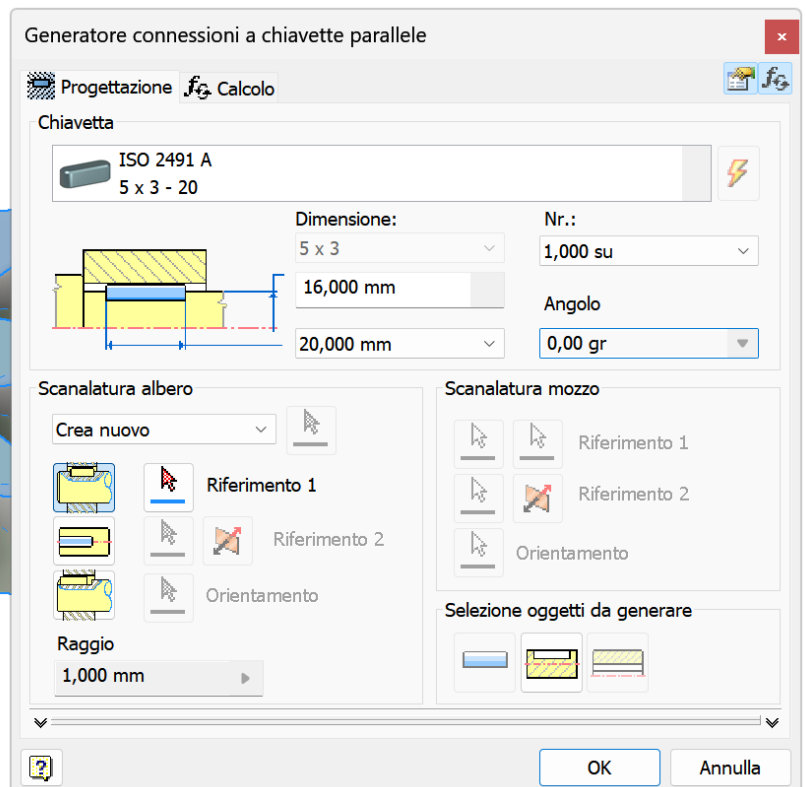 Generatore connessioni a chiavette parallele
Progettazione
Calcolo
Chiavetta
ISO 2491 A
5 x 3 - 20
Dimensione:
Nr.:
5 x 3
1,000 su
16,000 mm
Angolo
20,000 mm
0,00 gr
Scanalatura albero
Scanalatura mozzo
Crea nuovo
Riferimento 1
Riferimento 1
Riferimento 2
Riferimento 2
Orientamento
Orientamento
Selezione oggetti da generare
Raggio
1,000 mm
OK
Annulla